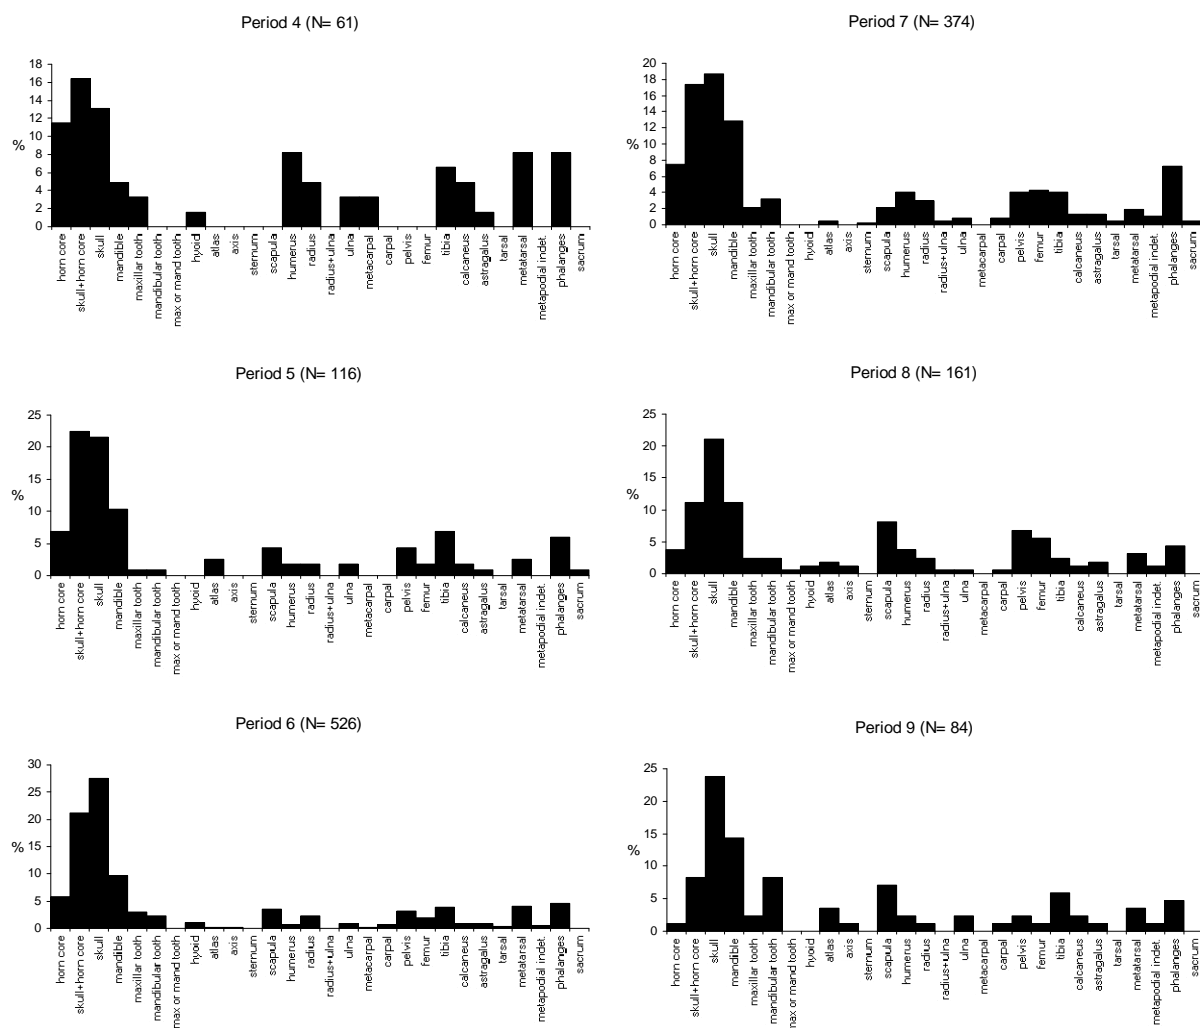 Period 4 (N= 61)
18
16
14
12
10
8
6
4
2
0
%
horn core
skull+horn core
skull
mandible
maxillar tooth
mandibular tooth
max or mand tooth
hyoid
atlas
axis
sternum
scapula
humerus
radius
radius+ulna
ulna
metacarpal
carpal
pelvis
femur
tibia
calcaneus
astragalus
tarsal
metatarsal
metapodial indet.
phalanges
sacrum
Period 7 (N= 374)
20
18
16
14
12
10
8
6
4
2
0
%
horn core
skull+horn core
skull
mandible
maxillar tooth
mandibular tooth
max or mand tooth
hyoid
atlas
axis
sternum
scapula
humerus
radius
radius+ulna
ulna
metacarpal
carpal
pelvis
femur
tibia
calcaneus
astragalus
tarsal
metatarsal
metapodial indet.
phalanges
sacrum
Period 5 (N= 116)
25
20
15
10
5
0
%
horn core
skull+horn core
skull
mandible
maxillar tooth
mandibular tooth
max or mand tooth
hyoid
atlas
axis
sternum
scapula
humerus
radius
radius+ulna
ulna
metacarpal
carpal
pelvis
femur
tibia
calcaneus
astragalus
tarsal
metatarsal
metapodial indet.
phalanges
sacrum
Period 8 (N= 161)
25
20
15
10
5
0
%
horn core
skull+horn core
skull
mandible
maxillar tooth
mandibular tooth
max or mand tooth
hyoid
atlas
axis
sternum
scapula
humerus
radius
radius+ulna
ulna
metacarpal
carpal
pelvis
femur
tibia
calcaneus
astragalus
tarsal
metatarsal
metapodial indet.
phalanges
sacrum
Period 6 (N= 526)
30
25
20
15
10
5
0
%
horn core
skull+horn core
skull
mandible
maxillar tooth
mandibular tooth
max or mand tooth
hyoid
atlas
axis
sternum
scapula
humerus
radius
radius+ulna
ulna
metacarpal
carpal
pelvis
femur
tibia
calcaneus
astragalus
tarsal
metatarsal
metapodial indet.
phalanges
sacrum
Period 9 (N= 84)
25
20
15
10
5
0
%
horn core
skull+horn core
skull
mandible
maxillar tooth
mandibular tooth
max or mand tooth
hyoid
atlas
axis
sternum
scapula
humerus
radius
radius+ulna
ulna
metacarpal
carpal
pelvis
femur
tibia
calcaneus
astragalus
tarsal
metatarsal
metapodial indet.
phalanges
sacrum